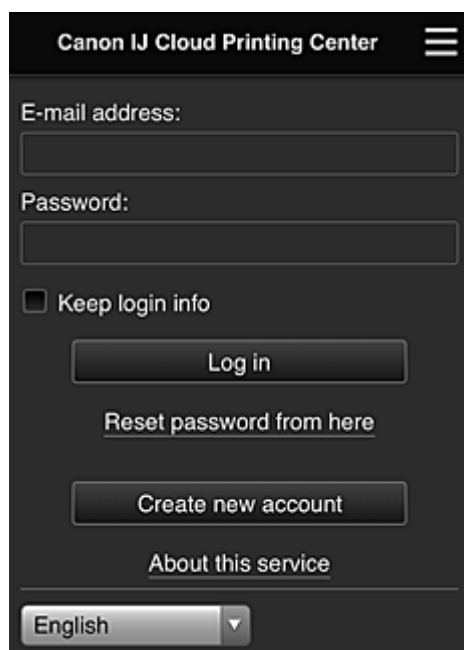 Canon IJ Cloud Printing Center
E-mail address:
Password:
Keep login info
Log in
Reset password from here
Create new account
About this service
English